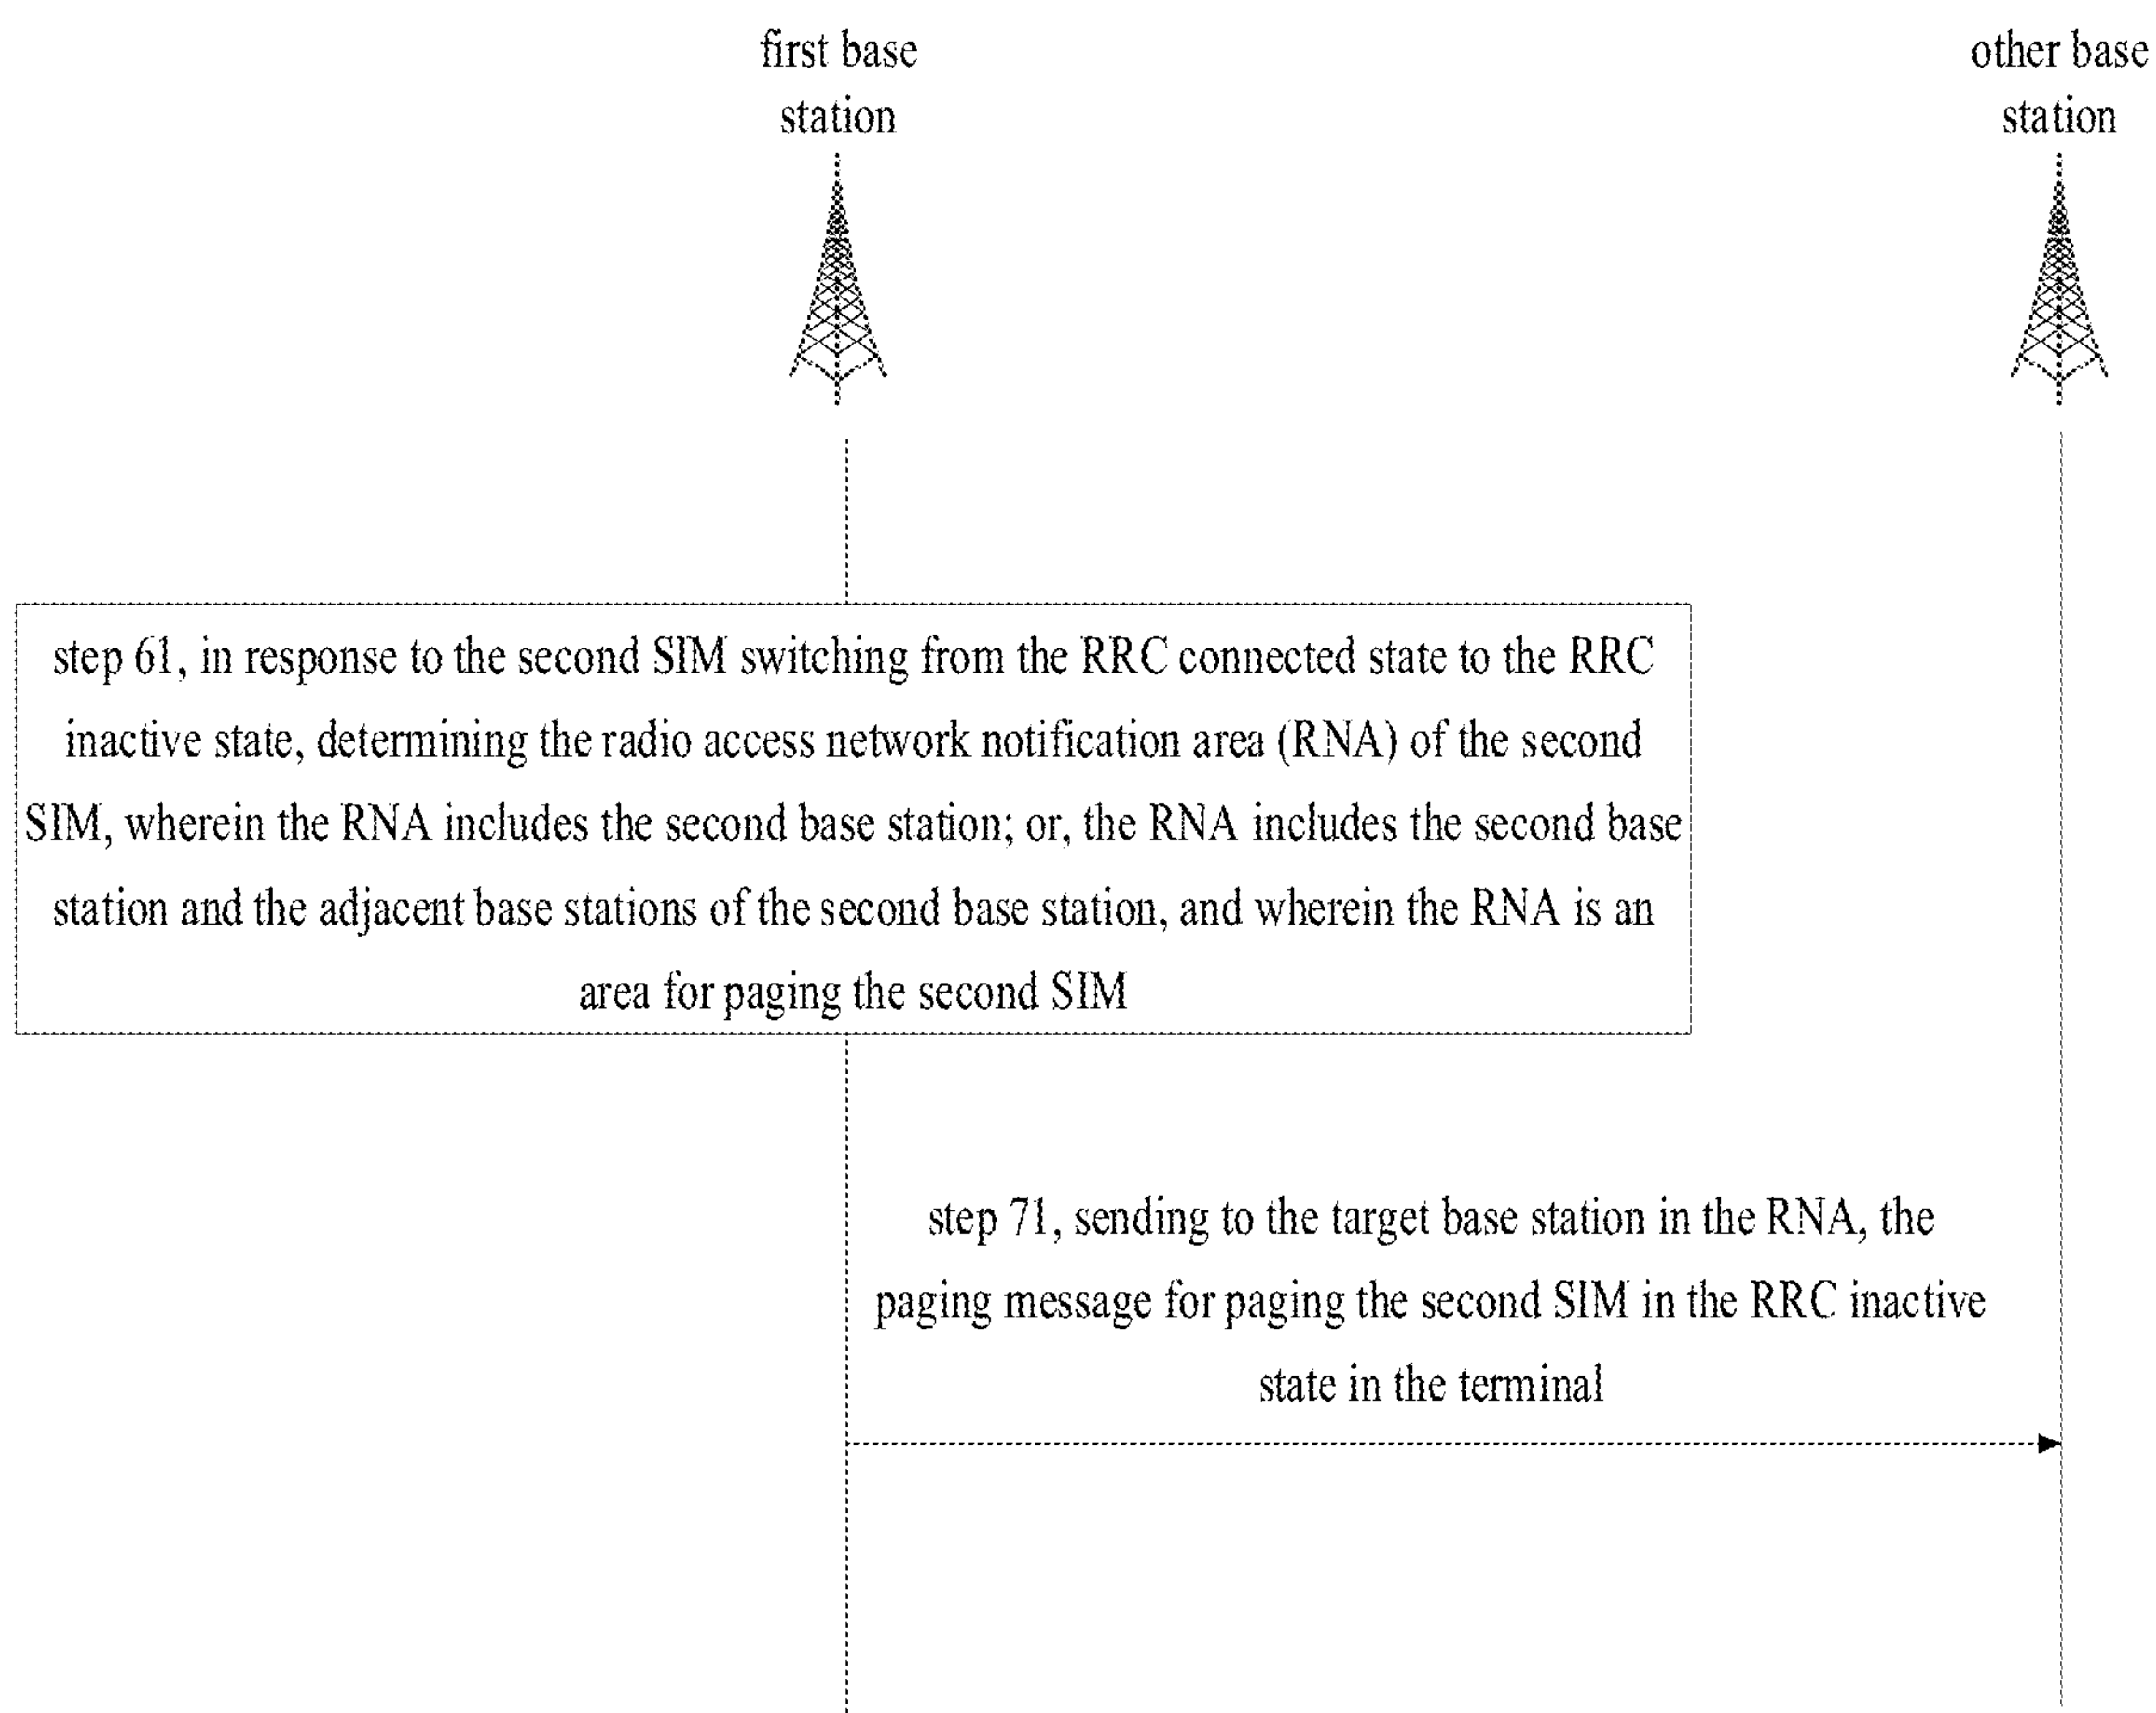 first base
station
other base
station
step 61, in response to the second SIM switching from the RRC connected state to the RRC
inactive state, determining the radio access network notification area (RNA) of the second
SIM, wherein the RNA includes the second base station; or, the RNA includes the second base
station and the adjacent base stations of the second base station, and wherein the RNA is an
area for paging the second SIM
step 71, sending to the target base station in the RNA, the
paging message for paging the second SIM in the RRC inactive
state in the terminal